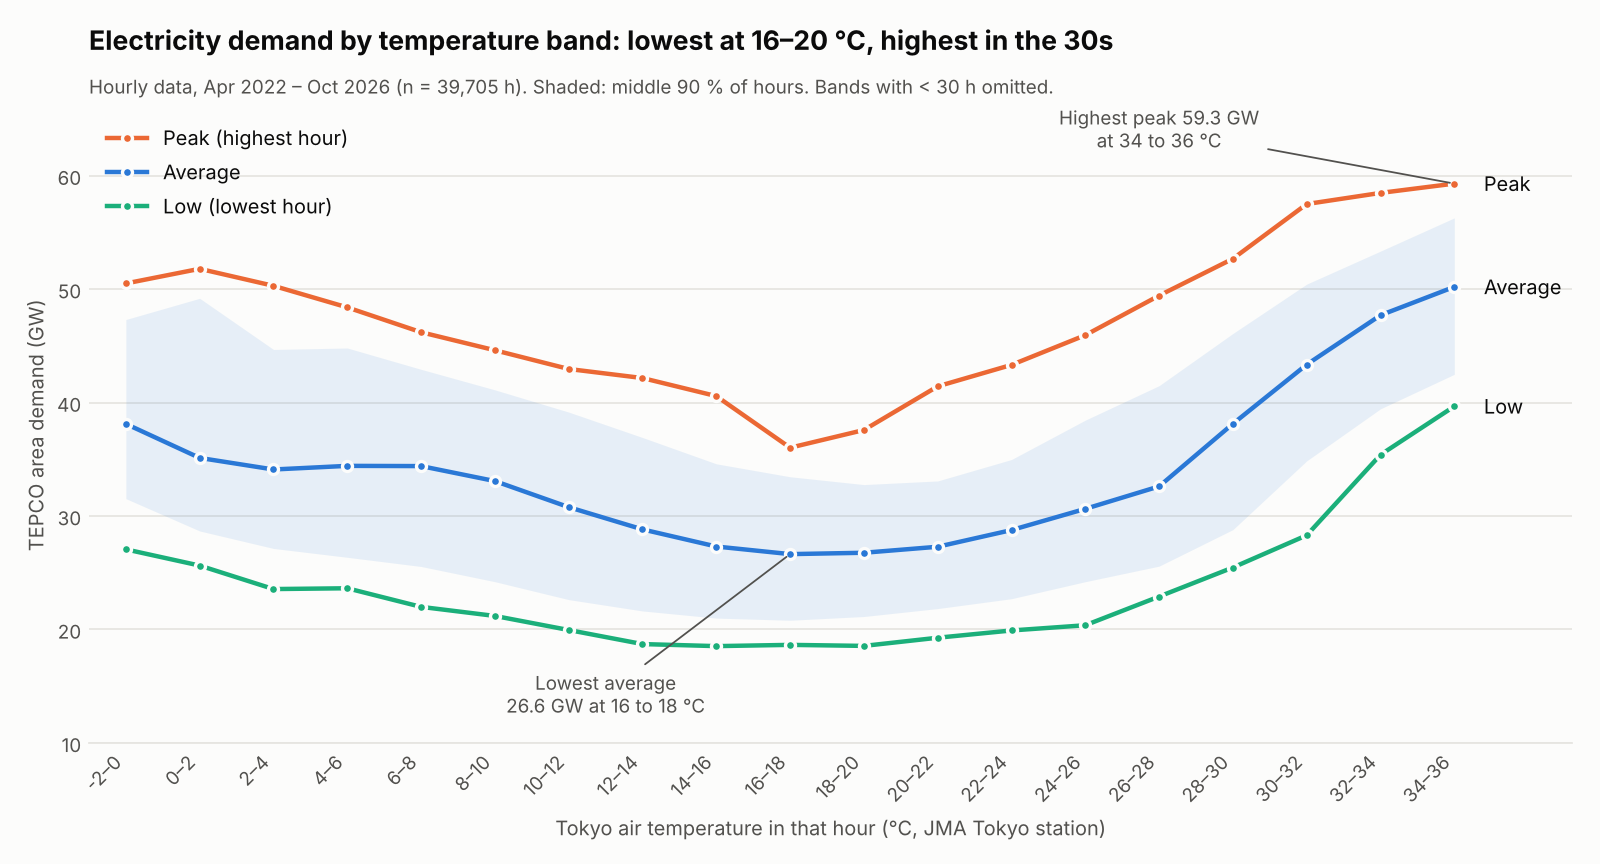 Electricity demand by temperature band: lowest at 16–20 °C, highest in the 30s
Hourly data, Apr 2022 – Oct 2026 (n = 39,705 h). Shaded: middle 90 % of hours. Bands with < 30 h omitted.
Highest peak 59.3 GW
at 34 to 36 °C
Peak (highest hour)
Average
Low (lowest hour)
60
50
40
30
20
10
TEPCO area demand (GW)
Peak
Average
Low
Lowest average
26.6 GW at 16 to 18 °C
-2–0
0–2
2–4
4–6
6–8
8–10
10–12
12–14
14–16
16–18
18–20
20–22
22–24
24–26
26–28
28–30
30–32
32–34
34–36
Tokyo air temperature in that hour (°C, JMA Tokyo station)